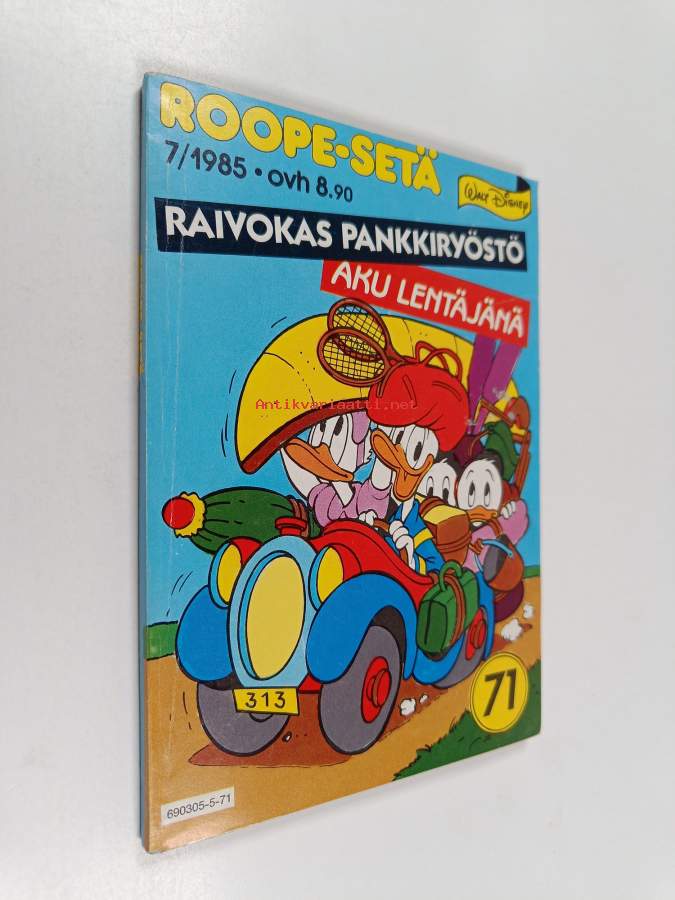 ROOPE-SETÄ
7/1985 • ovh 8.90
WALT DISNEY
RAIVOKAS PANKKIRYÖSTÖ
AKU LENTÄJÄNÄ
Antikvariaatti.net
313
71
690305-5-71